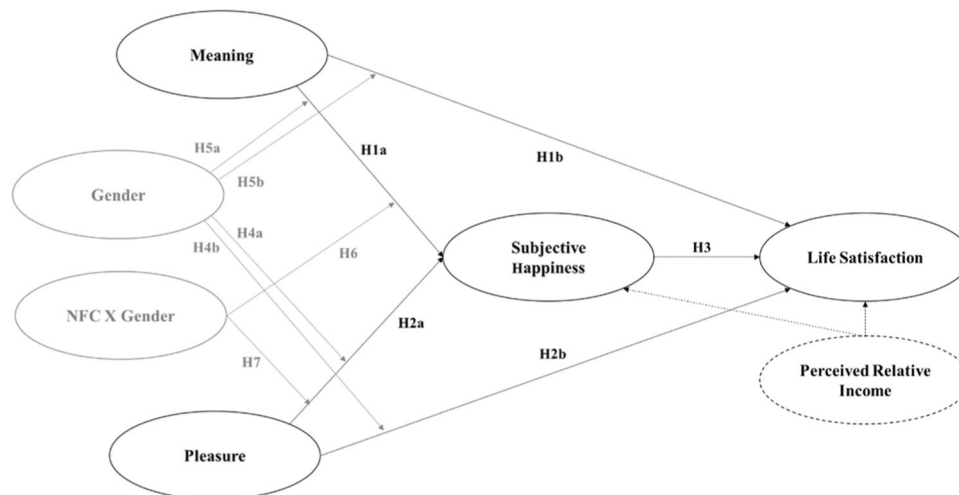 Meaning
H5a
H1a
H1b
H5b
Gender
H4a
H4b
H6
Subjective
Happiness
H3
Life Satisfaction
NFC X Gender
H2a
H7
H2b
Perceived Relative
Income
Pleasure